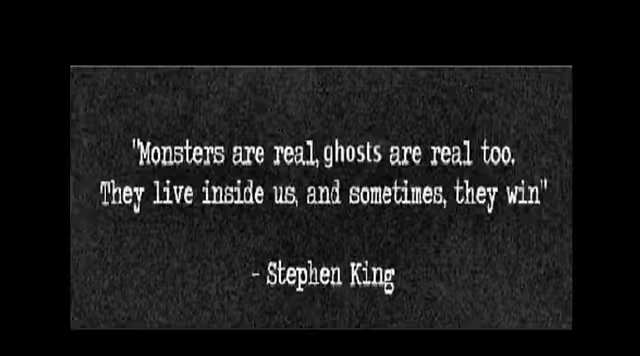 "Monsters are real, ghosts are real too.
They live inside us, and sometimes, they win"
- Stephen King